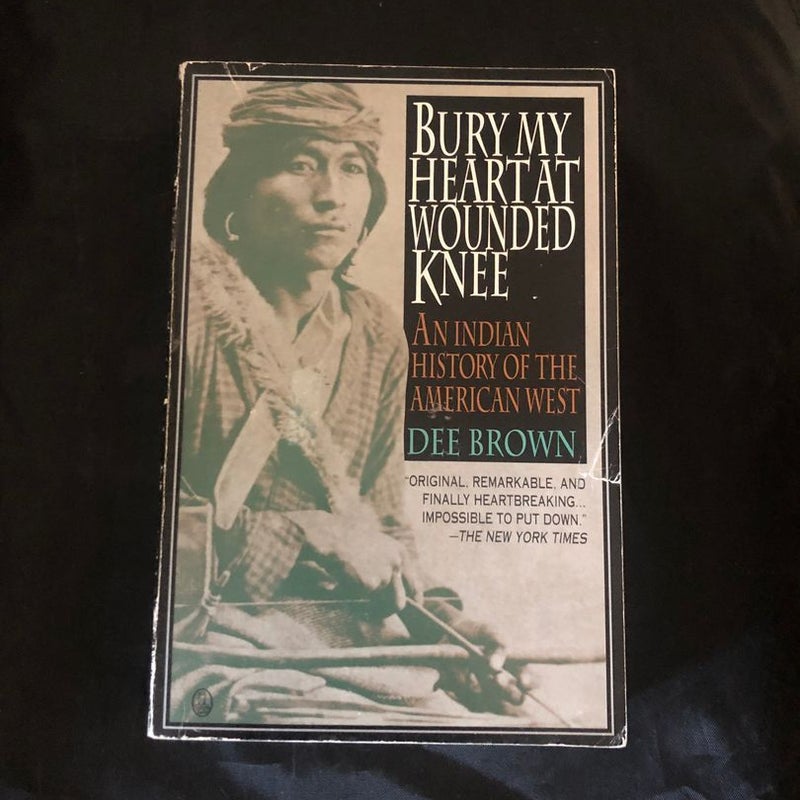 BURY MY
HEART AT
WOUNDED
KNEE
AN INDIAN
HISTORY OF THE
AMERICAN WEST
DEE BROWN
"ORIGINAL, REMARKABLE, AND
FINALLY HEARTBREAKING...
IMPOSSIBLE TO PUT DOWN."
—THE NEW YORK TIMES